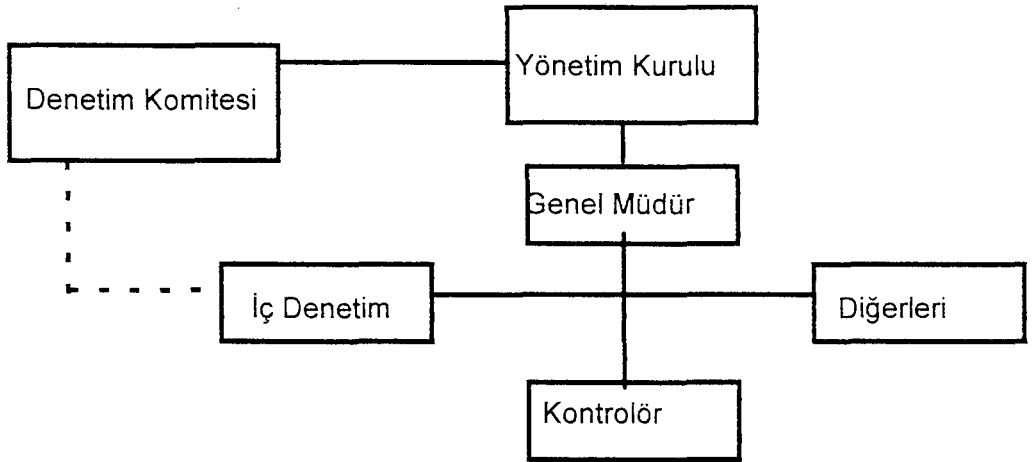 Yönetim Kurulu
Denetim Komitesi
Genel Müdür
İç Denetim
Diğerleri
Kontrolör